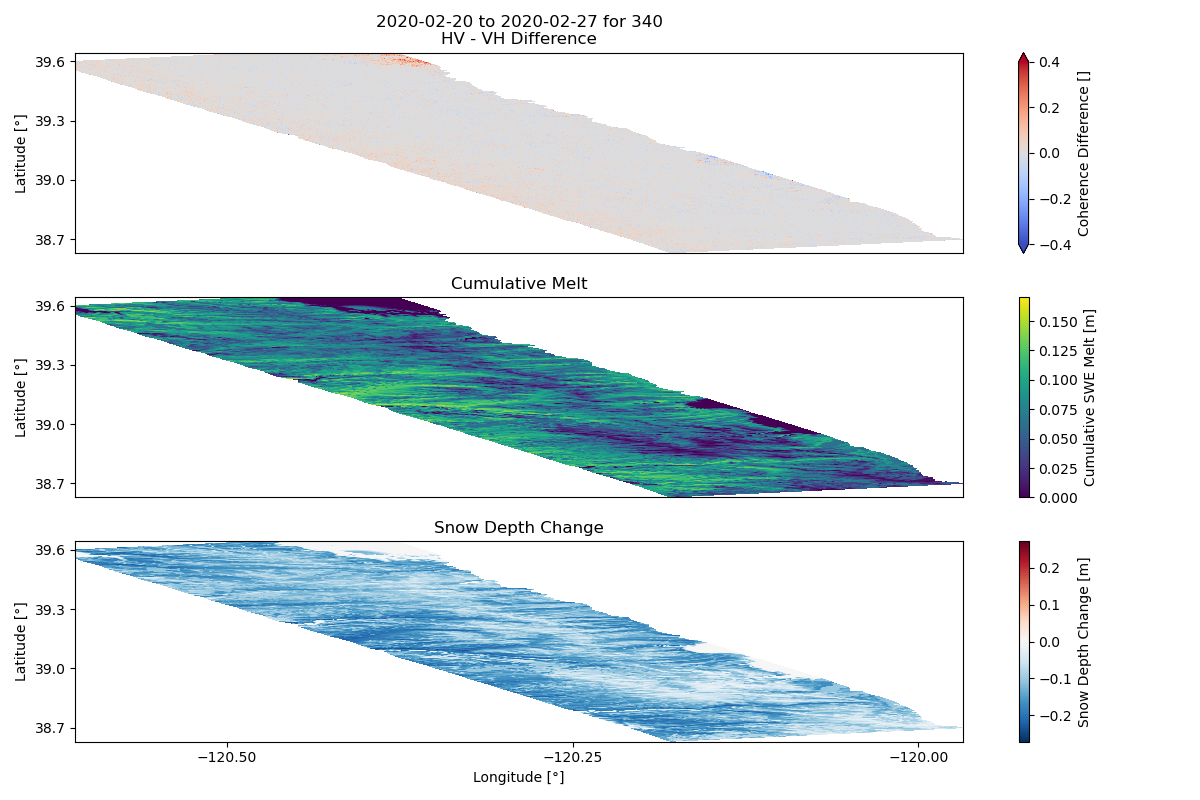 2020-02-20 to 2020-02-27 for 340
HV - VH Difference
39.6
39.3
39.0
38.7
Latitude [°]
0.4
0.2
0.0
−0.2
−0.4
Coherence Difference []
Cumulative Melt
39.6
39.3
39.0
38.7
Latitude [°]
0.150
0.125
0.100
0.075
0.050
0.025
0.000
Cumulative SWE Melt [m]
Snow Depth Change
39.6
39.3
39.0
38.7
Latitude [°]
0.2
0.1
0.0
−0.1
−0.2
Snow Depth Change [m]
−120.50
−120.25
−120.00
Longitude [°]